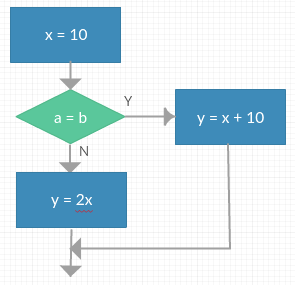 x = 10
a = b
Y
y = x + 10
N
y = 2x